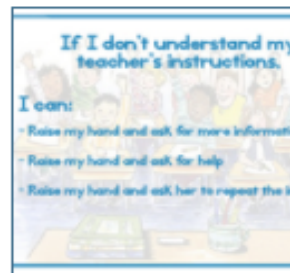 If I don't understand my
teacher's instructions.
I can:
- Raise my hand and ask for more informati
- Raise my hand and ask for help
- Raise my hand and ask her to repeat the i